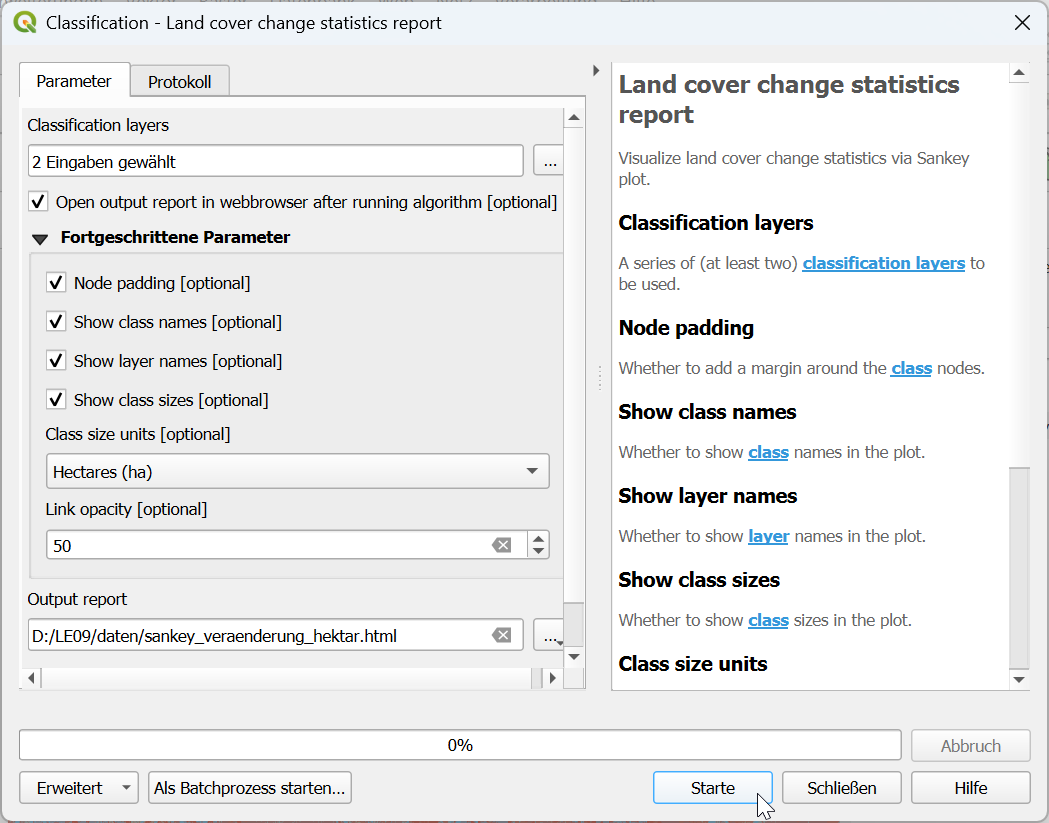 Classification - Land cover change statistics report
Parameter
Protokoll
Classification layers
2 Eingaben gewählt
...
Open output report in webbrowser after running algorithm [optional]
Fortgeschrittene Parameter
Node padding [optional]
Show class names [optional]
Show layer names [optional]
Show class sizes [optional]
Class size units [optional]
Hectares (ha)
Link opacity [optional]
50
Output report
D:/LE09/daten/sankey_veraenderung_hektar.html
...
Land cover change statistics
report
Visualize land cover change statistics via Sankey
plot.
Classification layers
A series of (at least two) classification layers to
be used.
Node padding
Whether to add a margin around the class nodes.
Show class names
Whether to show class names in the plot.
Show layer names
Whether to show layer names in the plot.
Show class sizes
Whether to show class sizes in the plot.
Class size units
0%
Abbruch
Erweitert
Als Batchprozess starten...
Starte
Schließen
Hilfe